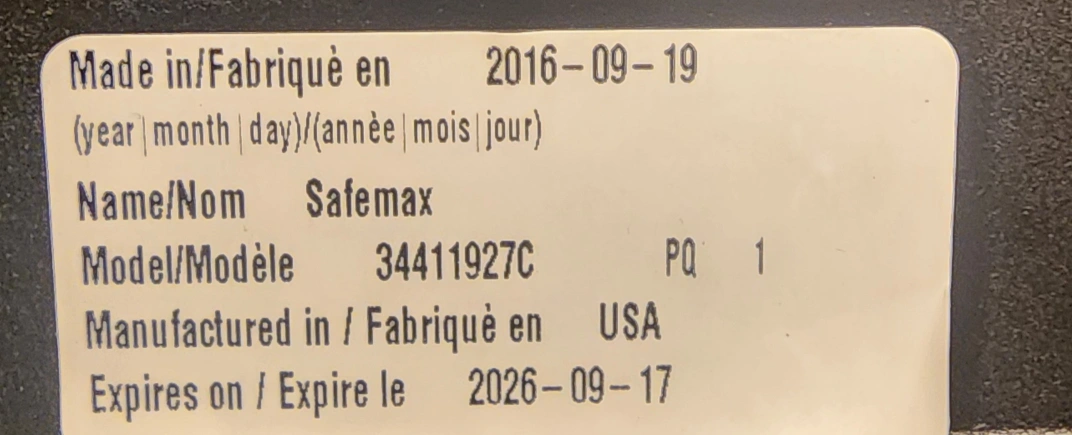 Made in/Fabriquè en 2016-09-19
(year|month|day)/(annèe|mois|jour)
Name/Nom Safemax
Model/Modèle 34411927C PQ 1
Manufactured in / Fabriquè en USA
Expires on / Expire le 2026-09-17